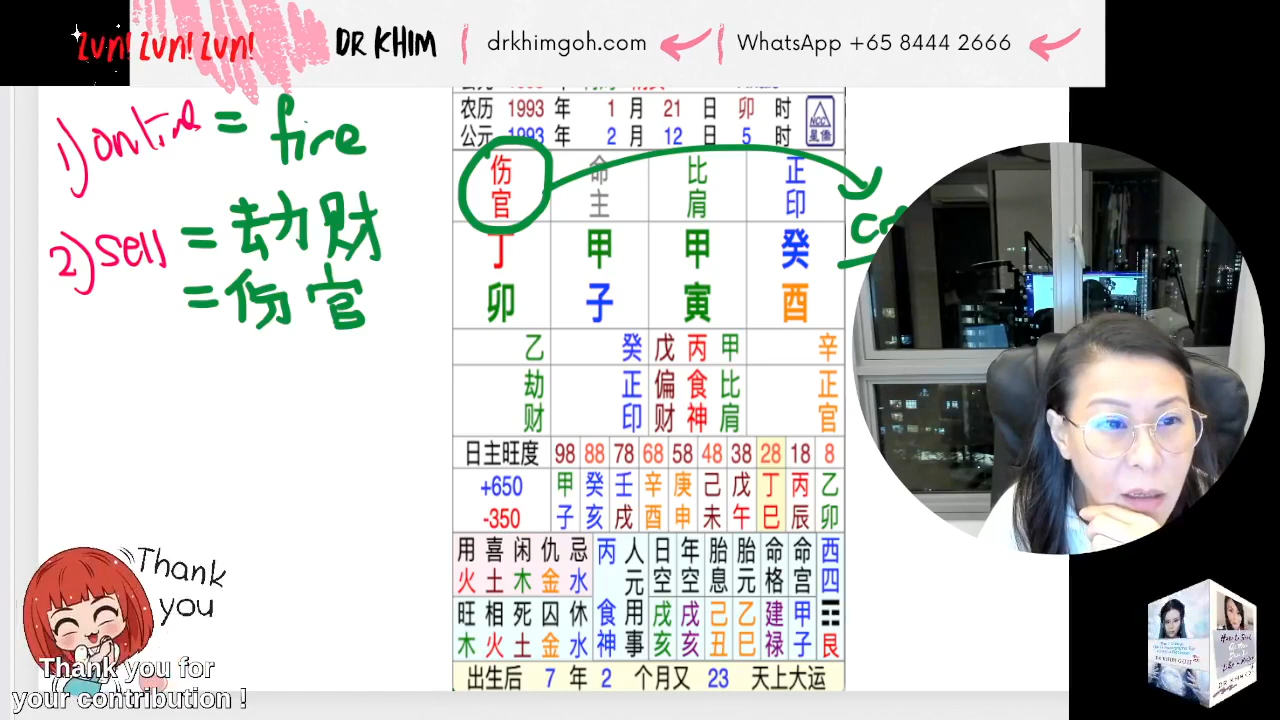 Zun! Zun! Zun! DR KHIM drkhimgoh.com WhatsApp +65 8444 2666
1) online = fire
2) sell = 劫财
= 伤官
农历 1993 年 1 月 21 日 卯 时
公元 1993 年 2 月 12 日 5 时
NCC
星侨
伤官 命主 比肩 正印
丁 甲 甲 癸
卯 子 寅 酉
乙 癸 戊 丙 甲 辛
劫财 正印 偏财 食神 比肩 正官
日主旺度 98 88 78 68 58 48 38 28 18 8
+650 甲 癸 壬 辛 庚 己 戊 丁 丙 乙
-350 子 亥 戌 酉 申 未 午 巳 辰 卯
用 喜 闲 仇 忌 丙 人 日 年 胎 胎 命 命 西
火 土 木 金 水 元 空 空 息 元 格 宫 四
旺 相 死 囚 休 食 用 戌 戌 己 乙 建 甲
木 火 土 金 水 神 事 亥 亥 丑 巳 禄 子 艮
出生后 7 年 2 个月又 23 天上大运
Thank you
Thank you for
your contribution !